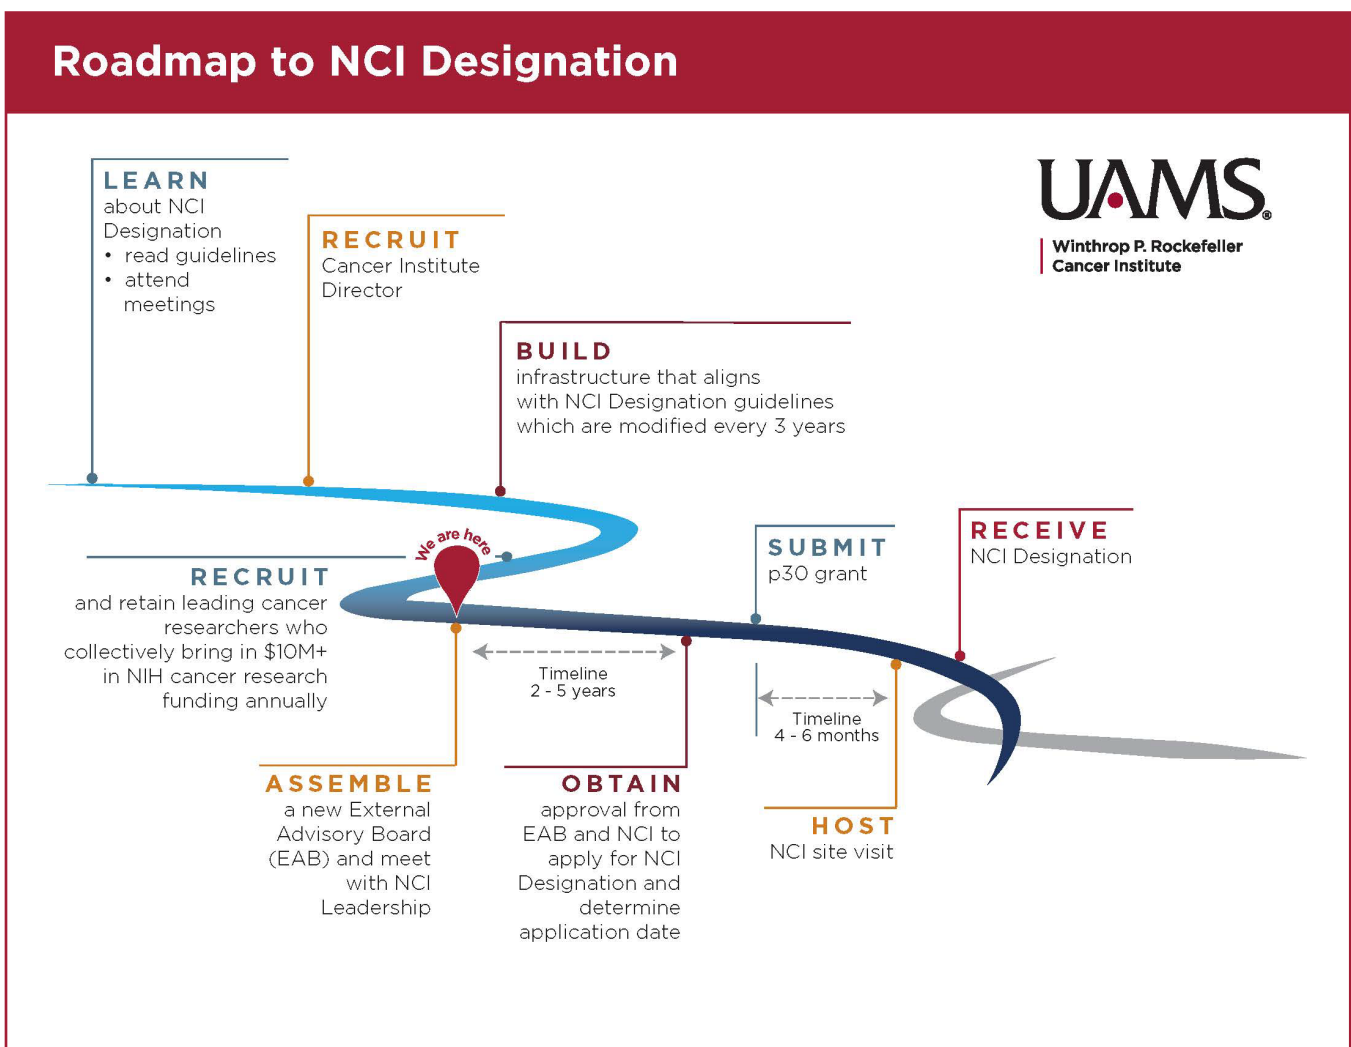 Roadmap to NCI Designation
UAMS®
Winthrop P. Rockefeller
Cancer Institute
LEARN
about NCI
Designation
• read guidelines
• attend
meetings
RECRUIT
Cancer Institute
Director
BUILD
infrastructure that aligns
with NCI Designation guidelines
which are modified every 3 years
RECRUIT
and retain leading cancer
researchers who
collectively bring in $10M+
in NIH cancer research
funding annually
We are here
ASSEMBLE
a new External
Advisory Board
(EAB) and meet
with NCI
Leadership
Timeline
2 - 5 years
OBTAIN
approval from
EAB and NCI to
apply for NCI
Designation and
determine
application date
SUBMIT
p30 grant
Timeline
4 - 6 months
HOST
NCI site visit
RECEIVE
NCI Designation